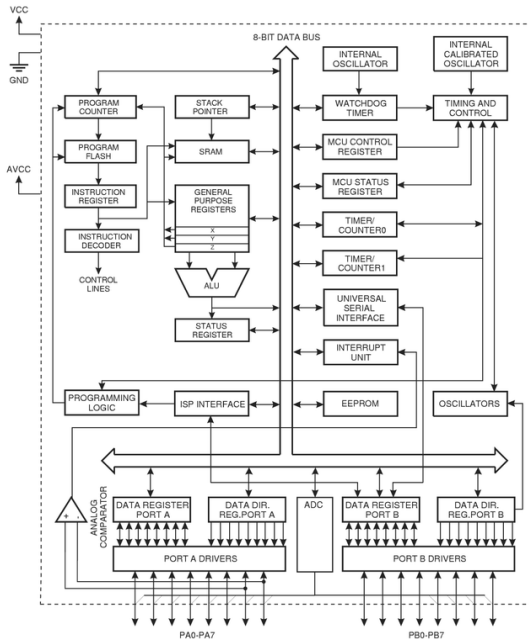 VCC
8-BIT DATA BUS
GND
INTERNAL
OSCILLATOR
INTERNAL
CALIBRATED
OSCILLATOR
PROGRAM
COUNTER
STACK
POINTER
WATCHDOG
TIMER
TIMING AND
CONTROL
PROGRAM
FLASH
SRAM
MCU CONTROL
REGISTER
AVCC
INSTRUCTION
REGISTER
GENERAL
PURPOSE
REGISTERS
X
Y
Z
MCU STATUS
REGISTER
INSTRUCTION
DECODER
TIMER/
COUNTER0
CONTROL
LINES
ALU
TIMER/
COUNTER1
STATUS
REGISTER
UNIVERSAL
SERIAL
INTERFACE
INTERRUPT
UNIT
PROGRAMMING
LOGIC
ISP INTERFACE
EEPROM
OSCILLATORS
ANALOG
COMPARATOR
+
-
DATA REGISTER
PORT A
DATA DIR.
REG.PORT A
ADC
DATA REGISTER
PORT B
DATA DIR.
REG.PORT B
PORT A DRIVERS
PORT B DRIVERS
PA0-PA7
PB0-PB7